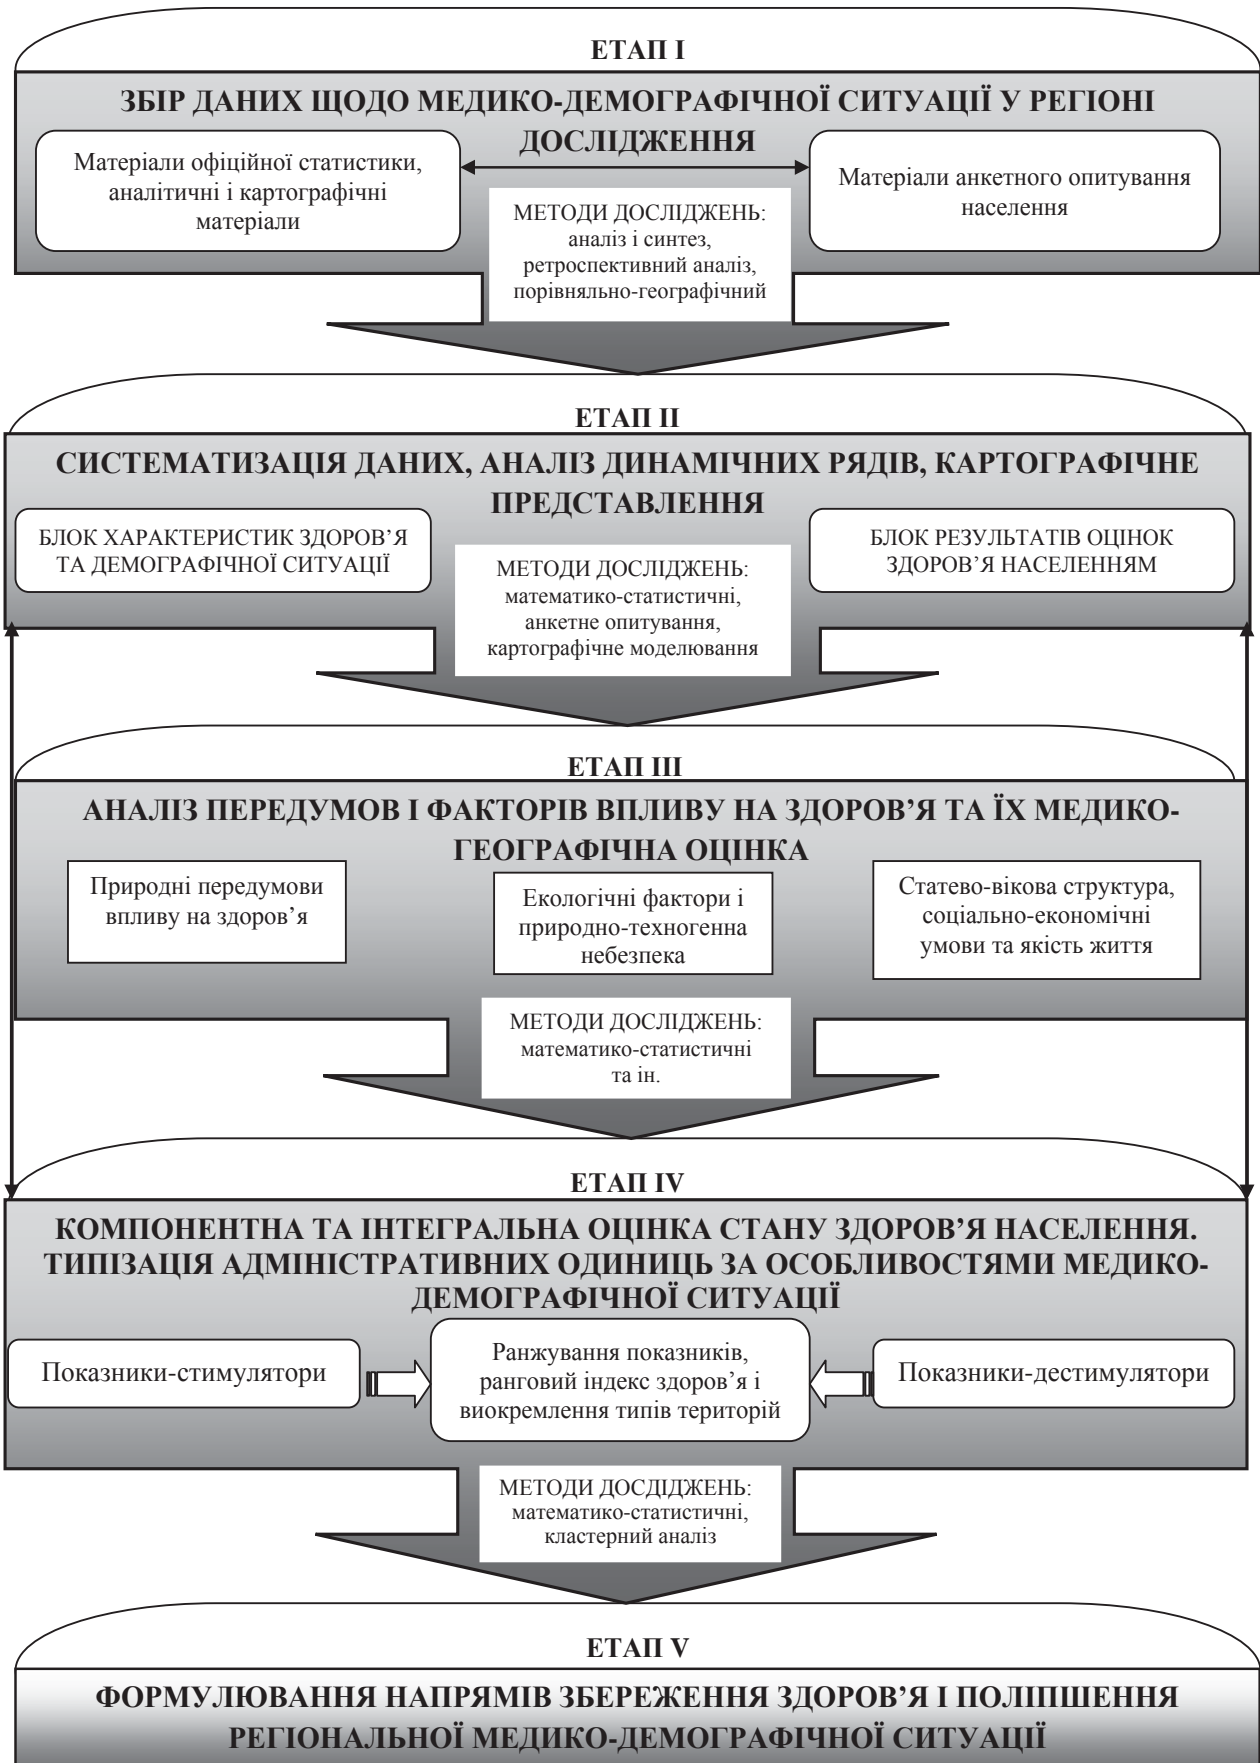 ЕТАП І
ЗБІР ДАНИХ ЩОДО МЕДИКО-ДЕМОГРАФІЧНОЇ СИТУАЦІЇ У РЕГІОНІ
ДОСЛІДЖЕННЯ
Матеріали офіційної статистики,
аналітичні і картографічні
матеріали
Матеріали анкетного опитування
населення
МЕТОДИ ДОСЛІДЖЕНЬ:
аналіз і синтез,
ретроспективний аналіз,
порівняльно-географічний
ЕТАП ІІ
СИСТЕМАТИЗАЦІЯ ДАНИХ, АНАЛІЗ ДИНАМІЧНИХ РЯДІВ, КАРТОГРАФІЧНЕ
ПРЕДСТАВЛЕННЯ
БЛОК ХАРАКТЕРИСТИК ЗДОРОВ’Я
ТА ДЕМОГРАФІЧНОЇ СИТУАЦІЇ
БЛОК РЕЗУЛЬТАТІВ ОЦІНОК
ЗДОРОВ’Я НАСЕЛЕННЯМ
МЕТОДИ ДОСЛІДЖЕНЬ:
математико-статистичні,
анкетне опитування,
картографічне моделювання
ЕТАП ІІІ
АНАЛІЗ ПЕРЕДУМОВ І ФАКТОРІВ ВПЛИВУ НА ЗДОРОВ’Я ТА ЇХ МЕДИКО-
ГЕОГРАФІЧНА ОЦІНКА
Природні передумови
впливу на здоров’я
Екологічні фактори і
природно-техногенна
небезпека
Статево-вікова структура,
соціально-економічні
умови та якість життя
МЕТОДИ ДОСЛІДЖЕНЬ:
математико-статистичні
та ін.
ЕТАП IV
КОМПОНЕНТНА ТА ІНТЕГРАЛЬНА ОЦІНКА СТАНУ ЗДОРОВ’Я НАСЕЛЕННЯ.
ТИПІЗАЦІЯ АДМІНІСТРАТИВНИХ ОДИНИЦЬ ЗА ОСОБЛИВОСТЯМИ МЕДИКО-
ДЕМОГРАФІЧНОЇ СИТУАЦІЇ
Показники-стимулятори
Ранжування показників,
ранговий індекс здоров’я і
виокремлення типів територій
Показники-дестимулятори
МЕТОДИ ДОСДІДЖЕНЬ:
математико-статистичні,
кластерний аналіз
ЕТАП V
ФОРМУЛЮВАННЯ НАПРЯМІВ ЗБЕРЕЖЕННЯ ЗДОРОВ’Я І ПОЛІПШЕННЯ
РЕГІОНАЛЬНОЇ МЕДИКО-ДЕМОГРАФІЧНОЇ СИТУАЦІЇ